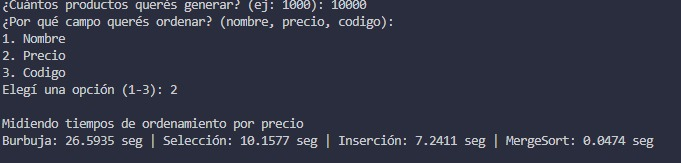 ¿Cuántos productos querés generar? (ej: 1000): 10000
¿Por qué campo querés ordenar? (nombre, precio, codigo):
1. Nombre
2. Precio
3. Codigo
Elegí una opción (1-3): 2
Midiendo tiempos de ordenamiento por precio
Burbuja: 26.5935 seg | Selección: 10.1577 seg | Inserción: 7.2411 seg | MergeSort: 0.0474 seg